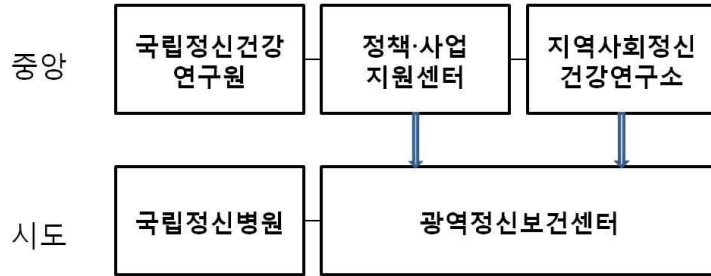 중앙
국립정신건강
연구원
정책·사업
지원센터
지역사회정신
건강연구소
시도
국립정신병원
광역정신보건센터